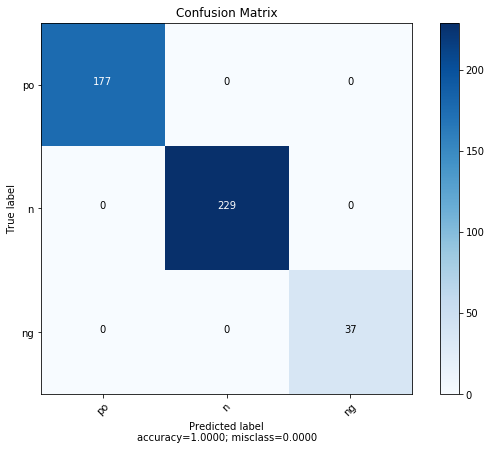 Confusion Matrix
po 177 0 0
n 0 229 0
ng 0 0 37
True label
po n ng
Predicted label
accuracy=1.0000; misclass=0.0000
200
150
100
50
0